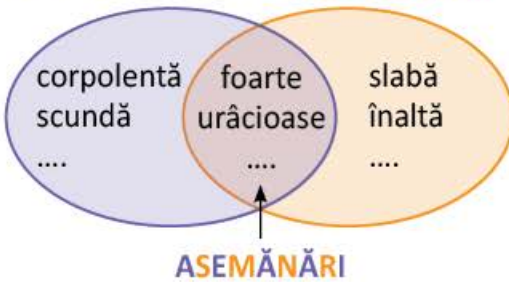 corpolentă foarte slabă
scundă urâcioase înaltă
.... .... ....
ASEMĂNĂRI